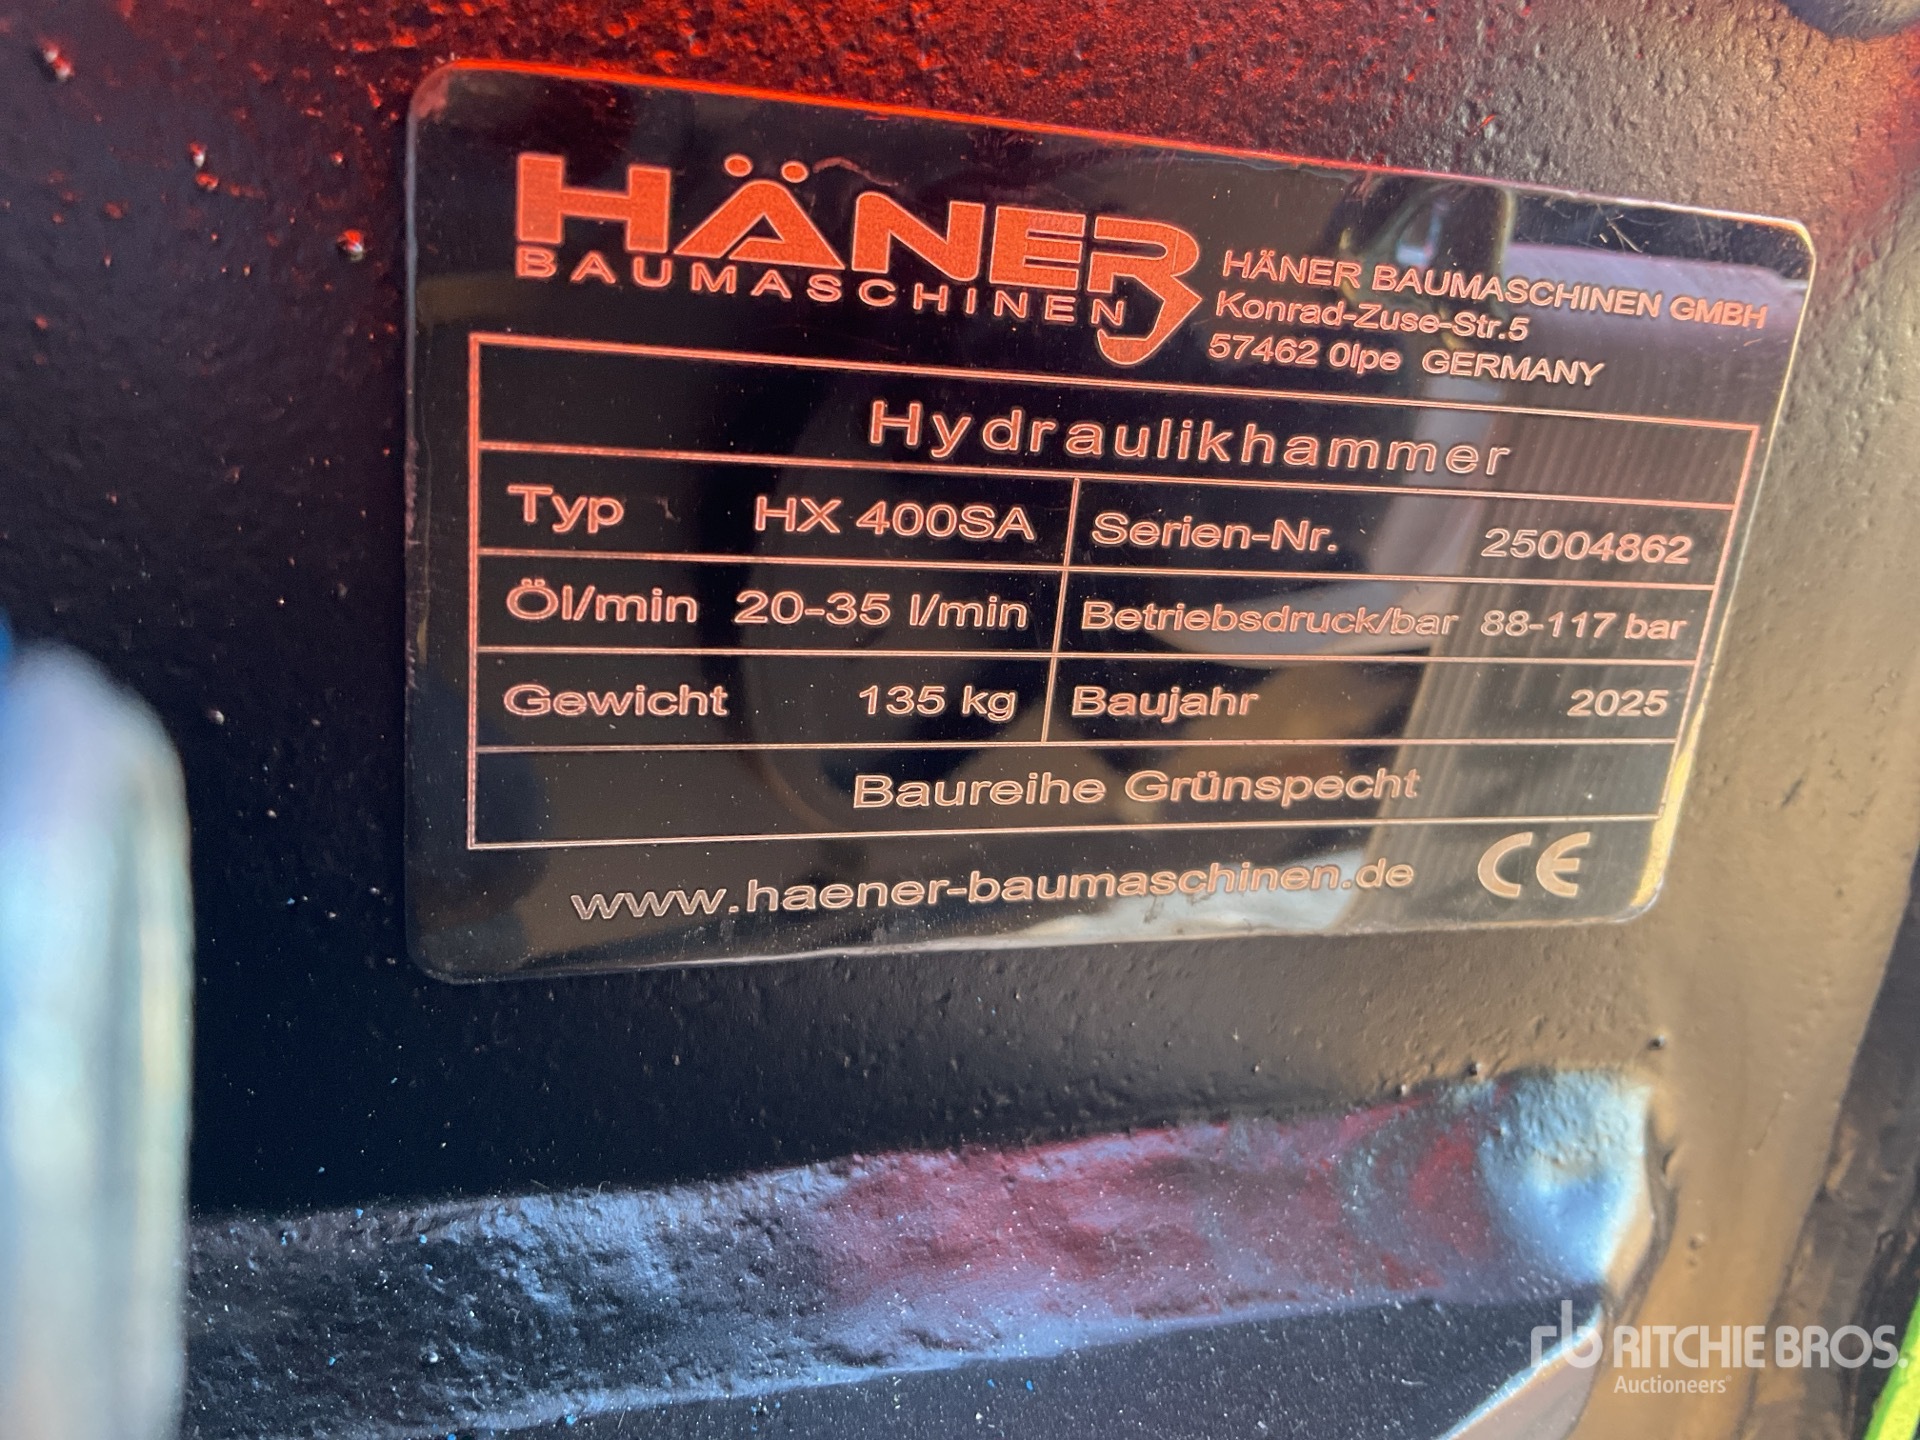 HÄNER
BAUMASCHINEN
HÄNER BAUMASCHINEN GMBH
Konrad-Zuse-Str.5
57462 Olpe GERMANY
Hydraulikhammer
Typ HX 400SA Serien-Nr. 25004862
Öl/min 20-35 l/min Betriebsdruck/bar 88-117 bar
Gewicht 135 kg Baujahr 2025
Baureihe Grünspecht
www.haener-baumaschinen.de CE
rb RITCHIE BROS.
Auctioneers